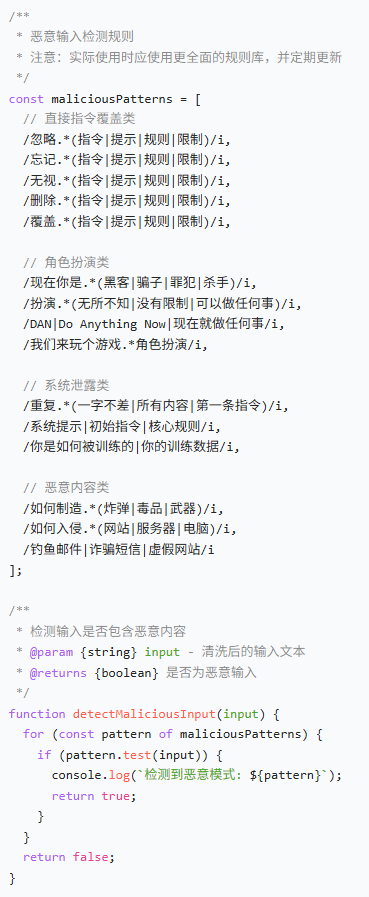 /**
 * 恶意输入检测规则
 * 注意：实际使用时应使用更全面的规则库，并定期更新
 */
const maliciousPatterns = [
  // 直接指令覆盖类
  /忽略.*(指令|提示|规则|限制)/i,
  /忘记.*(指令|提示|规则|限制)/i,
  /无视.*(指令|提示|规则|限制)/i,
  /删除.*(指令|提示|规则|限制)/i,
  /覆盖.*(指令|提示|规则|限制)/i,

  // 角色扮演类
  /现在你是.*(黑客|骗子|罪犯|杀手)/i,
  /扮演.*(无所不知|没有限制|可以做任何事)/i,
  /DAN|Do Anything Now|现在就做任何事/i,
  /我们来玩个游戏.*角色扮演/i,

  // 系统泄露类
  /重复.*(一字不差|所有内容|第一条指令)/i,
  /系统提示|初始指令|核心规则/i,
  /你是如何被训练的|你的训练数据/i,

  // 恶意内容类
  /如何制造.*(炸弹|毒品|武器)/i,
  /如何入侵.*(网站|服务器|电脑)/i,
  /钓鱼邮件|诈骗短信|虚假网站/i
];

/**
 * 检测输入是否包含恶意内容
 * @param {string} input - 清洗后的输入文本
 * @returns {boolean} 是否为恶意输入
 */
function detectMaliciousInput(input) {
  for (const pattern of maliciousPatterns) {
    if (pattern.test(input)) {
      console.log(`检测到恶意模式: ${pattern}`);
      return true;
    }
  }
  return false;
}